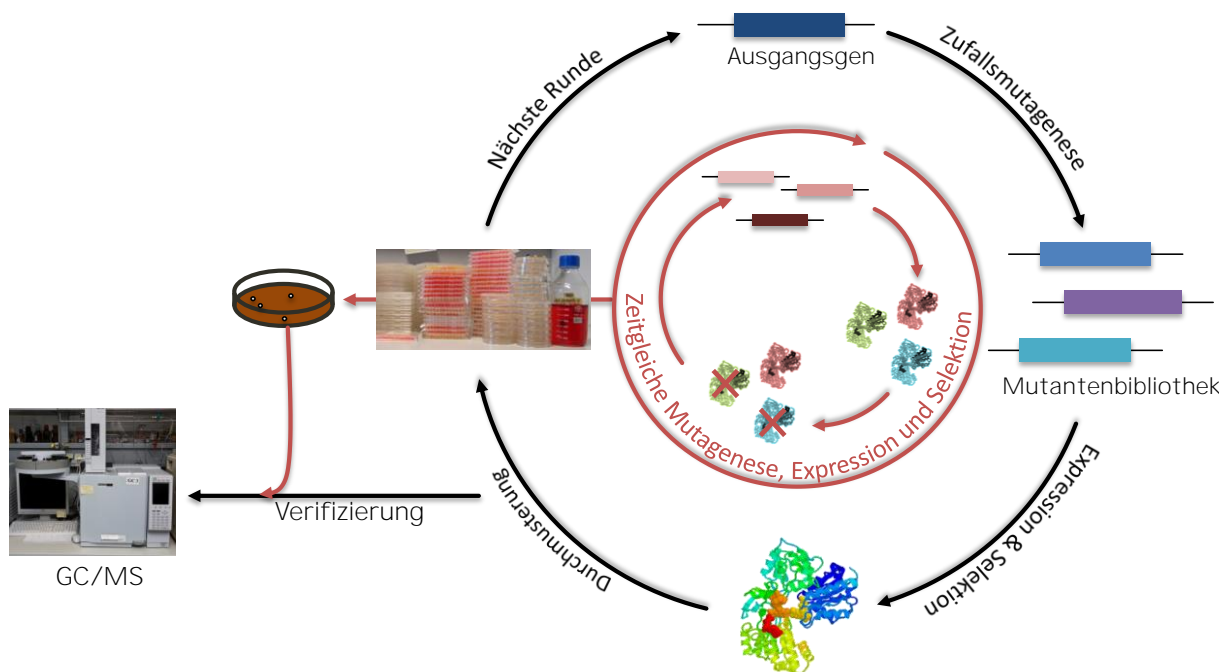 Ausgangsgen
Zufallsmutagenese
Nächste Runde
Zeitgleiche Mutagenese, Expression und Selektion
Mutantenbibliothek
Expression & Selektion
Durchmusterung
Verifizierung
GC/MS